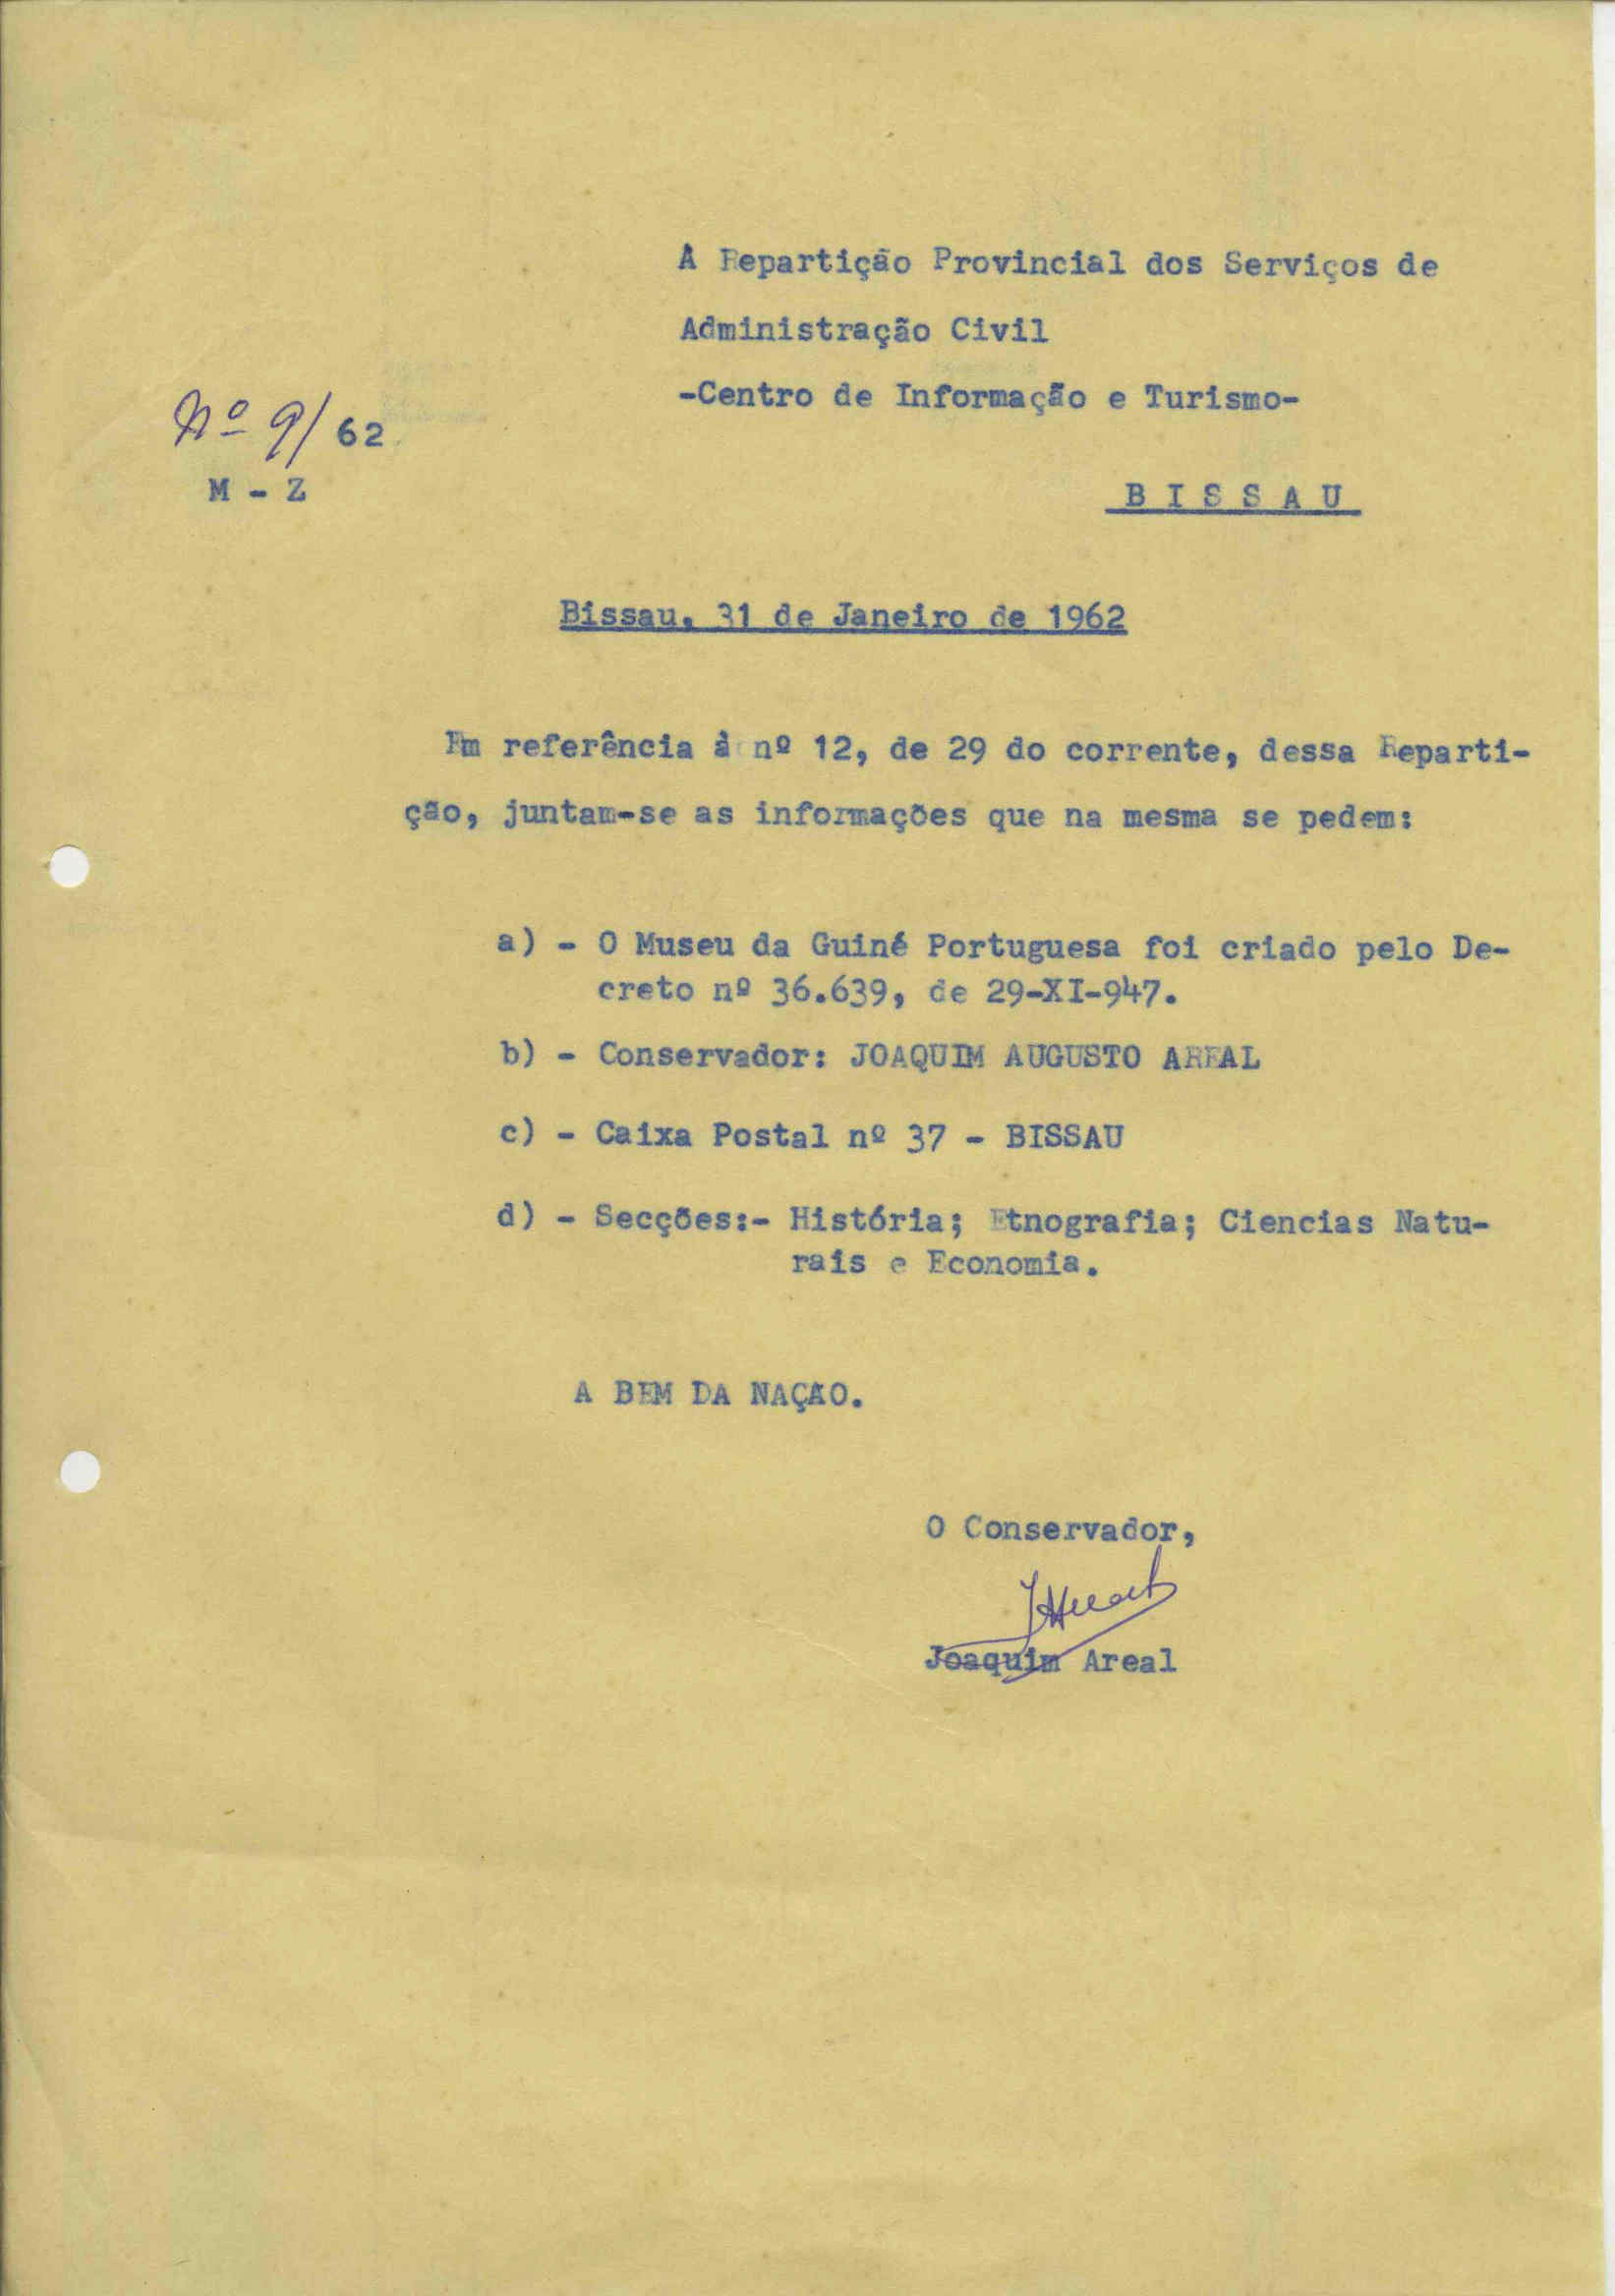 À Repartição Provincial dos Serviços de
Administração Civil
-Centro de Informação e Turismo-
Nº 9/62
M - Z
B I S S A U
Bissau, 31 de Janeiro de 1962
Em referência à nº 12, de 29 do corrente, dessa Reparti-
ção, juntam-se as informações que na mesma se pedem:
a) - O Museu da Guiné Portuguesa foi criado pelo De-
creto nº 36.639, de 29-XI-947.
b) - Conservador: JOAQUIM AUGUSTO AREAL
c) - Caixa Postal nº 37 - BISSAU
d) - Secções:- História; Etnografia; Ciencias Natu-
rais e Economia.
A BEM DA NAÇÃO.
O Conservador,
Joaquim Areal